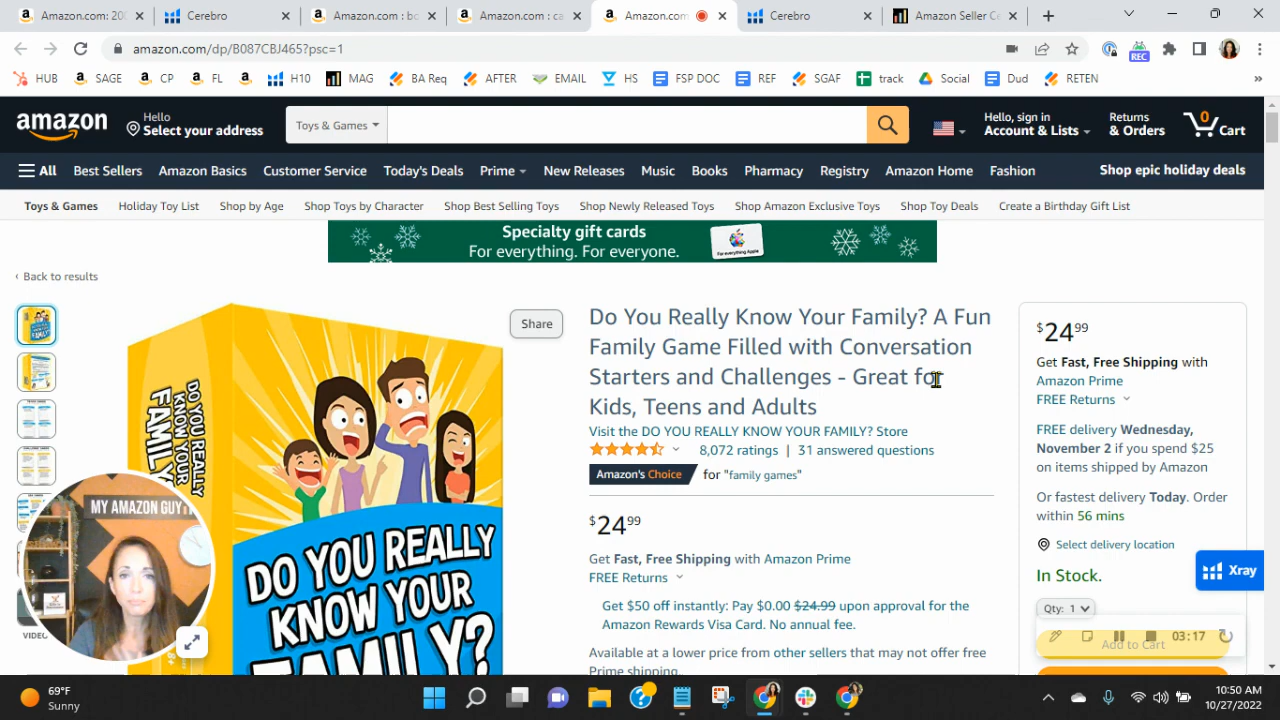 Amazon.com: 200
Cerebro
Amazon.com : bc
Amazon.com : ca
Amazon.com
Cerebro
Amazon Seller Ce
amazon.com/dp/B087CBJ465?psc=1
REC
HUB
SAGE
CP
FL
H10
MAG
BA Req
AFTER
EMAIL
HS
FSP DOC
REF
SGAF
track
Social
Dud
RETEN
amazon
Hello
Select your address
Toys & Games
Hello, sign in
Account & Lists
Returns
& Orders
0
Cart
All
Best Sellers
Amazon Basics
Customer Service
Today's Deals
Prime
New Releases
Music
Books
Pharmacy
Registry
Amazon Home
Fashion
Shop epic holiday deals
Toys & Games
Holiday Toy List
Shop by Age
Shop Toys by Character
Shop Best Selling Toys
Shop Newly Released Toys
Shop Amazon Exclusive Toys
Shop Toy Deals
Create a Birthday Gift List
Specialty gift cards
For everything. For everyone.
‹ Back to results
Share
Do You Really Know Your Family? A Fun
Family Game Filled with Conversation
Starters and Challenges - Great for
Kids, Teens and Adults
Visit the DO YOU REALLY KNOW YOUR FAMILY? Store
8,072 ratings | 31 answered questions
Amazon's Choice for "family games"
$24 99
Get Fast, Free Shipping with Amazon Prime
FREE Returns
Get $50 off instantly: Pay $0.00 $24.99 upon approval for the
Amazon Rewards Visa Card. No annual fee.
Available at a lower price from other sellers that may not offer free
Prime shipping.
$24 99
Get Fast, Free Shipping with
Amazon Prime
FREE Returns
FREE delivery Wednesday,
November 2 if you spend $25
on items shipped by Amazon
Or fastest delivery Today. Order
within 56 mins
Select delivery location
In Stock.
Xray
Qty: 1
03:17
Add to Cart
DO YOU REALLY
KNOW YOUR
FAMILY?
DO YOU REALLY
KNOW YOUR
FAMILY?
MY AMAZON GUY
VIDEO
69°F
Sunny
10:50 AM
10/27/2022